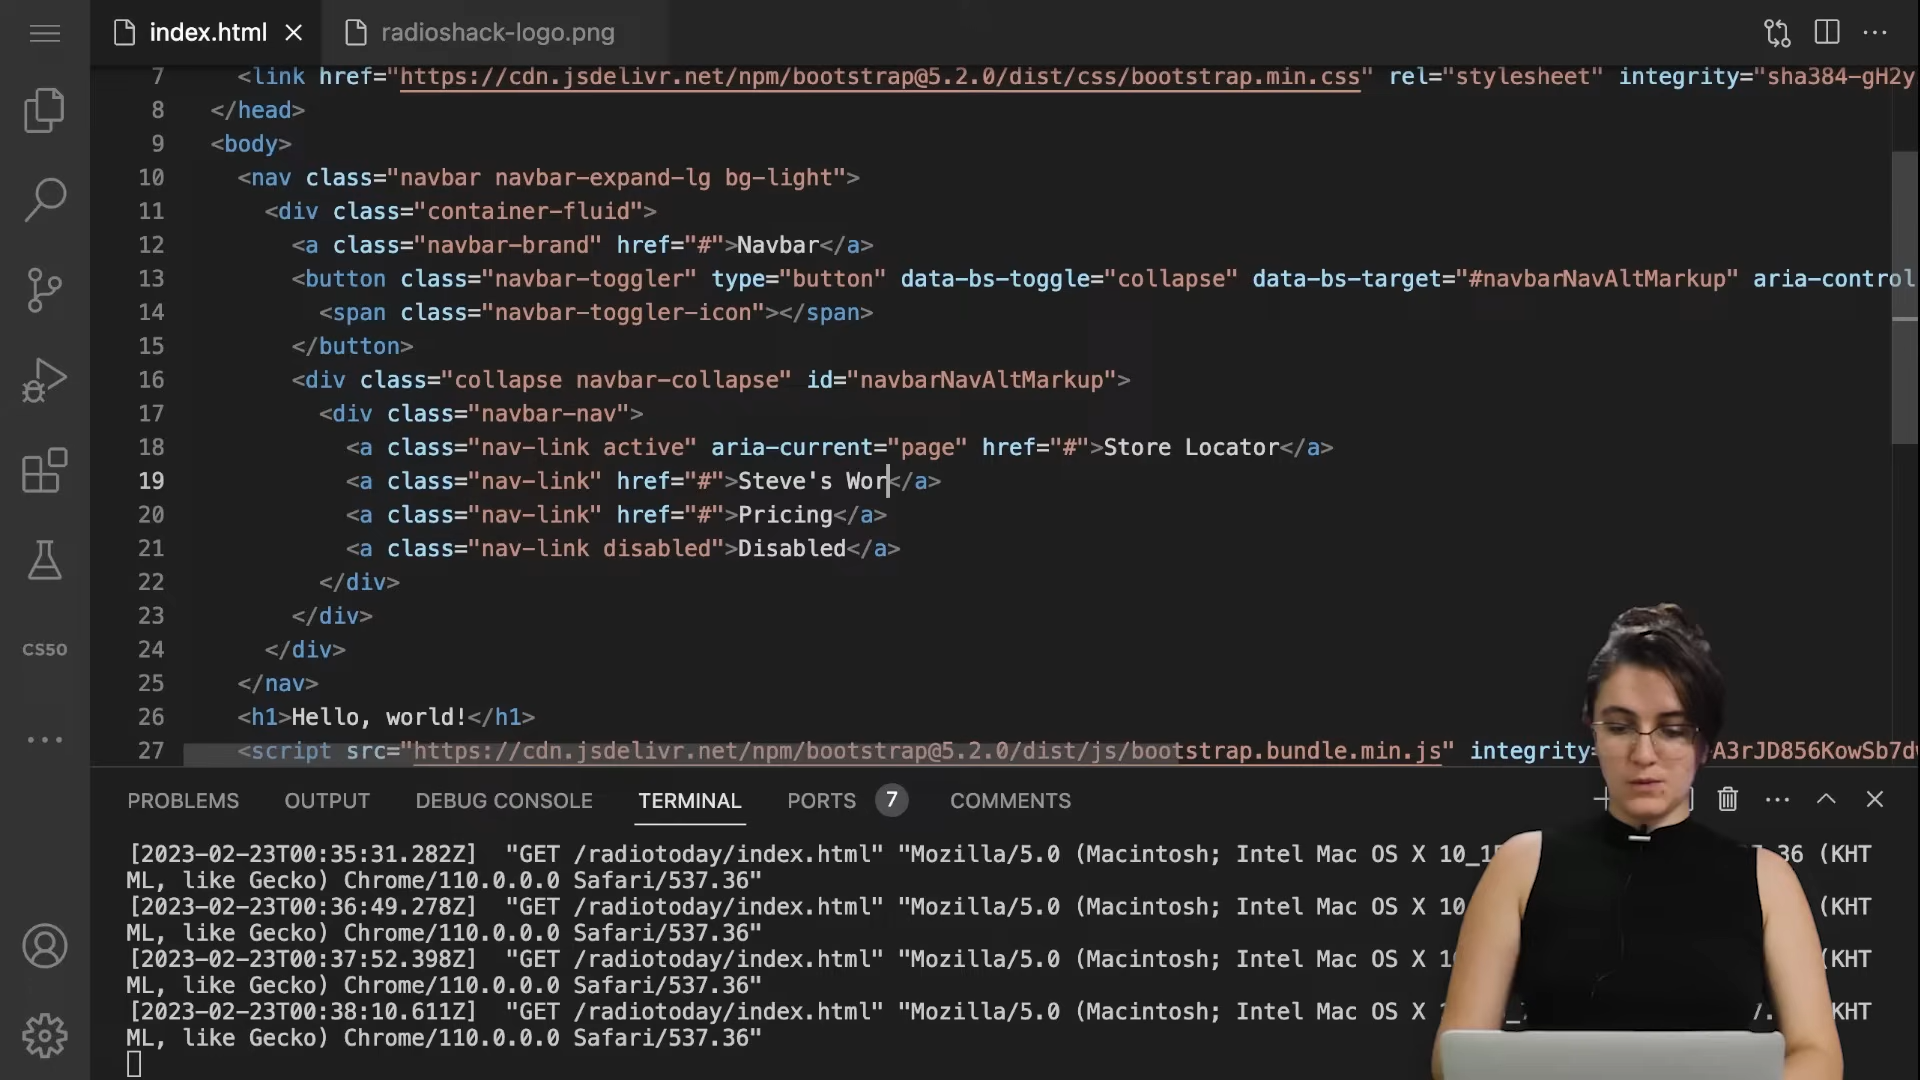 index.html
radioshack-logo.png
7 <link href="https://cdn.jsdelivr.net/npm/bootstrap@5.2.0/dist/css/bootstrap.min.css" rel="stylesheet" integrity="sha384-gH2y
8 </head>
9 <body>
10 <nav class="navbar navbar-expand-lg bg-light">
11 <div class="container-fluid">
12 <a class="navbar-brand" href="#">Navbar</a>
13 <button class="navbar-toggler" type="button" data-bs-toggle="collapse" data-bs-target="#navbarNavAltMarkup" aria-control
14 <span class="navbar-toggler-icon"></span>
15 </button>
16 <div class="collapse navbar-collapse" id="navbarNavAltMarkup">
17 <div class="navbar-nav">
18 <a class="nav-link active" aria-current="page" href="#">Store Locator</a>
19 <a class="nav-link" href="#">Steve's Wor</a>
20 <a class="nav-link" href="#">Pricing</a>
21 <a class="nav-link disabled">Disabled</a>
22 </div>
23 </div>
24 </div>
25 </nav>
26 <h1>Hello, world!</h1>
27 <script src="https://cdn.jsdelivr.net/npm/bootstrap@5.2.0/dist/js/bootstrap.bundle.min.js" integrity= A3rJD856KowSb7d
CS50
PROBLEMS OUTPUT DEBUG CONSOLE TERMINAL PORTS 7 COMMENTS
[2023-02-23T00:35:31.282Z] "GET /radiotoday/index.html" "Mozilla/5.0 (Macintosh; Intel Mac OS X 10_15 36 (KHT
ML, like Gecko) Chrome/110.0.0.0 Safari/537.36"
[2023-02-23T00:36:49.278Z] "GET /radiotoday/index.html" "Mozilla/5.0 (Macintosh; Intel Mac OS X 10 (KHT
ML, like Gecko) Chrome/110.0.0.0 Safari/537.36"
[2023-02-23T00:37:52.398Z] "GET /radiotoday/index.html" "Mozilla/5.0 (Macintosh; Intel Mac OS X 1 (KHT
ML, like Gecko) Chrome/110.0.0.0 Safari/537.36"
[2023-02-23T00:38:10.611Z] "GET /radiotoday/index.html" "Mozilla/5.0 (Macintosh; Intel Mac OS X 7. KHT
ML, like Gecko) Chrome/110.0.0.0 Safari/537.36"